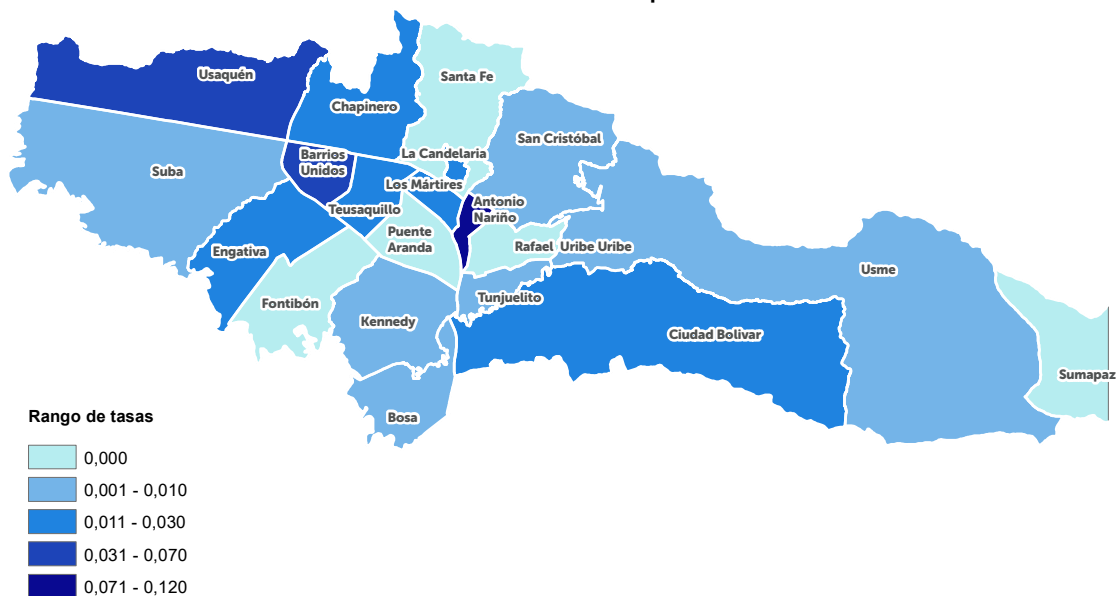 Usaquén
Santa Fe
Chapinero
San Cristóbal
La Candelaria
Barrios
Unidos
Suba
Los Mártires
Antonio
Nariño
Teusaquillo
Puente
Aranda
Rafael Uribe Uribe
Engativa
Usme
Fontibón
Tunjuelito
Kennedy
Ciudad Bolivar
Sumapaz
Bosa
Rango de tasas
0,000
0,001 - 0,010
0,011 - 0,030
0,031 - 0,070
0,071 - 0,120